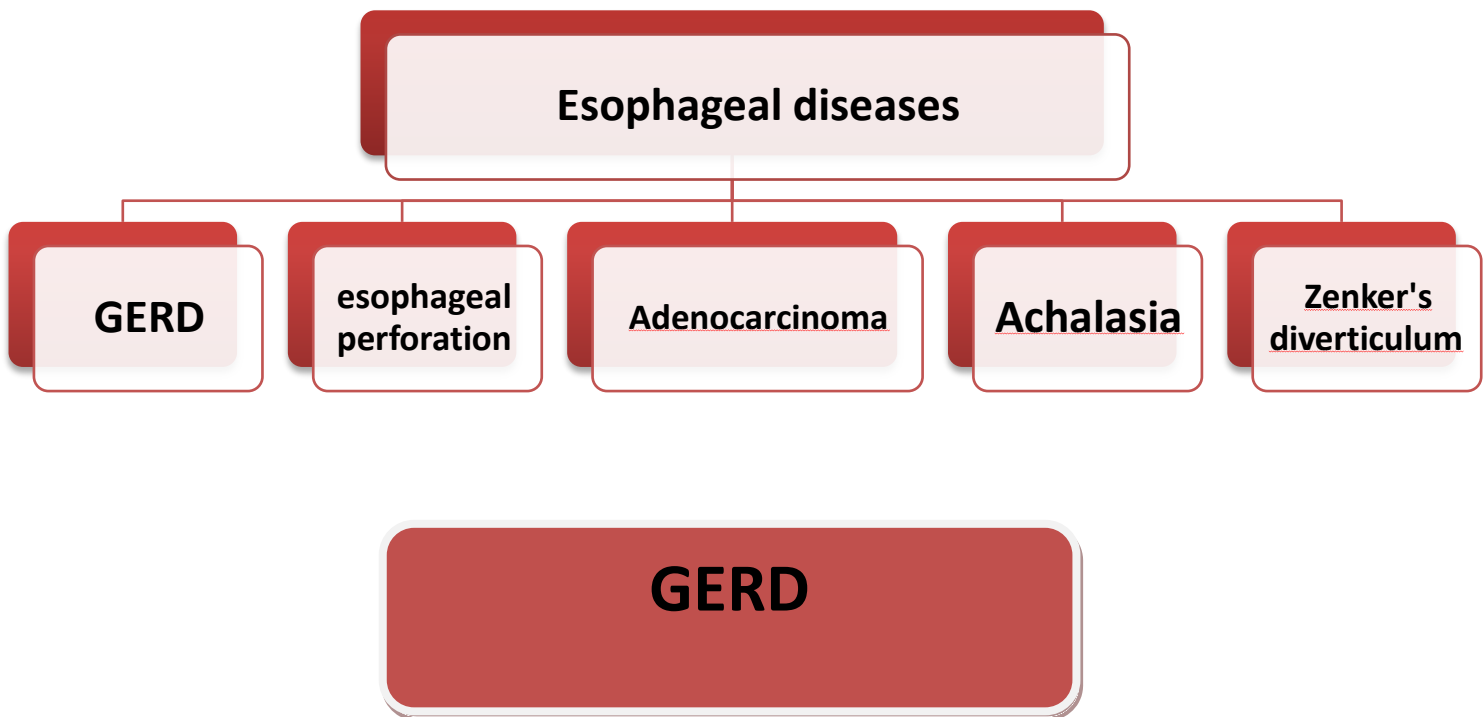 Esophageal diseases
GERD
esophageal
perforation
Adenocarcinoma
Achalasia
Zenker's
diverticulum
GERD